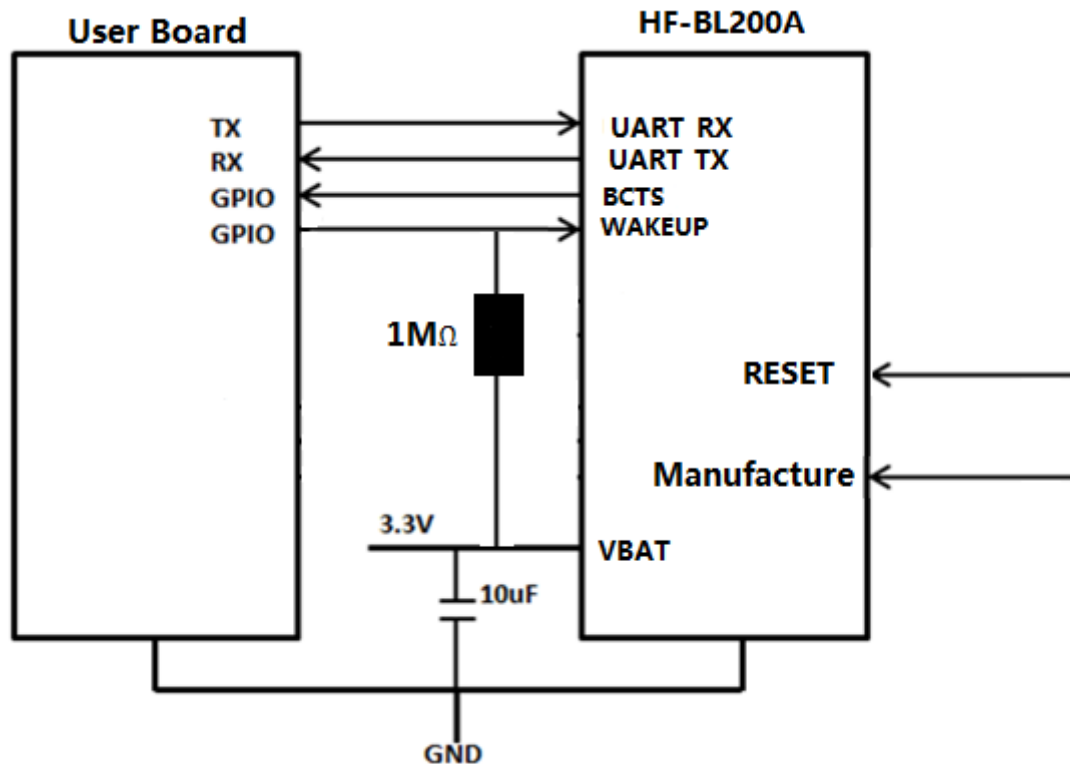 User Board
HF-BL200A
TX
UART RX
RX
UART TX
GPIO
BCTS
GPIO
WAKEUP
1MΩ
RESET
Manufacture
3.3V
VBAT
10uF
GND